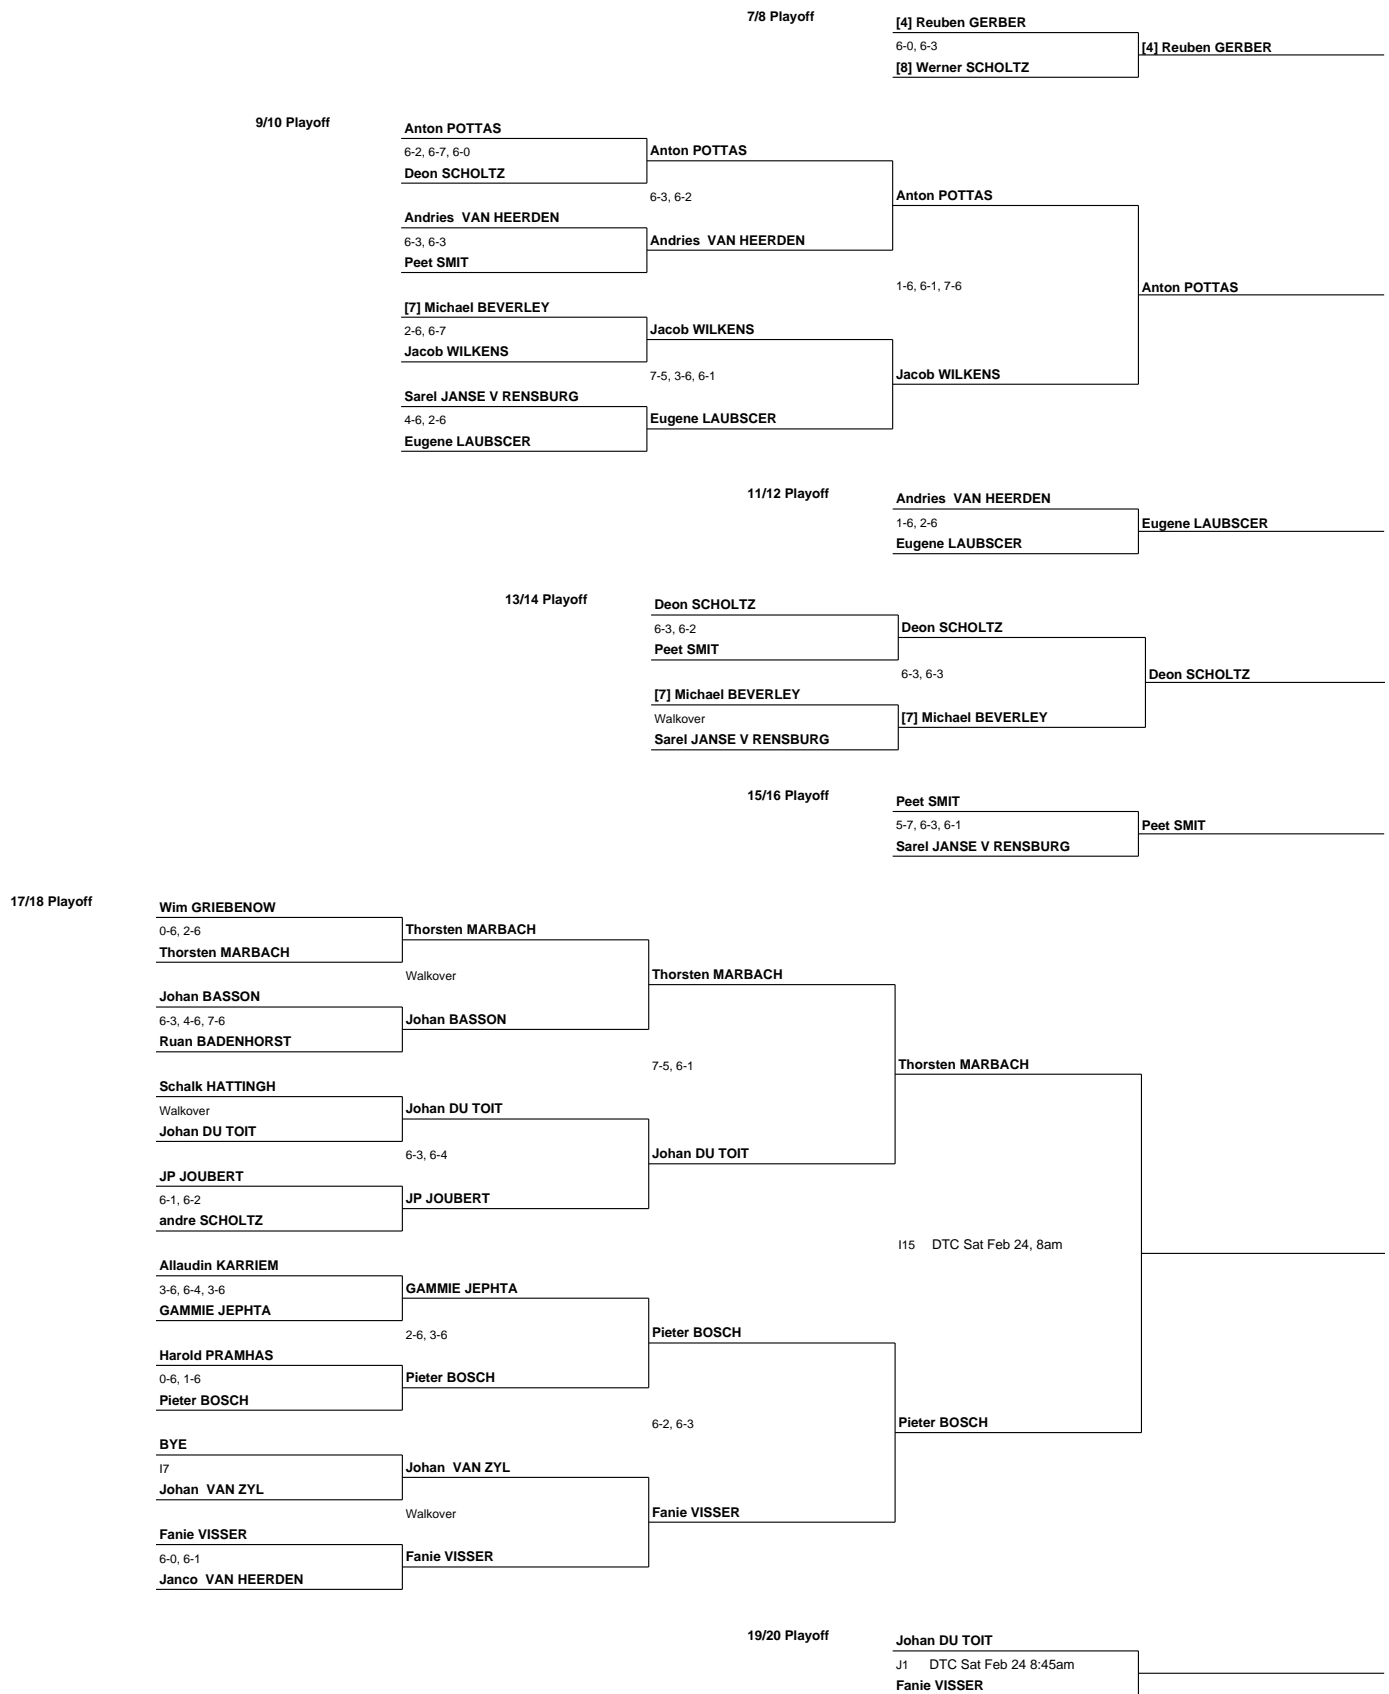 7/8 Playoff
[4] Reuben GERBER
6-0, 6-3
[4] Reuben GERBER
[8] Werner SCHOLTZ
9/10 Playoff
Anton POTTAS
6-2, 6-7, 6-0
Anton POTTAS
Deon SCHOLTZ
6-3, 6-2
Anton POTTAS
Andries  VAN HEERDEN
6-3, 6-3
Andries  VAN HEERDEN
Peet SMIT
1-6, 6-1, 7-6
Anton POTTAS
[7] Michael BEVERLEY
2-6, 6-7
Jacob WILKENS
Jacob WILKENS
7-5, 3-6, 6-1
Jacob WILKENS
Sarel JANSE V RENSBURG
4-6, 2-6
Eugene LAUBSCER
Eugene LAUBSCER
11/12 Playoff
Andries  VAN HEERDEN
1-6, 2-6
Eugene LAUBSCER
Eugene LAUBSCER
13/14 Playoff
Deon SCHOLTZ
6-3, 6-2
Deon SCHOLTZ
Peet SMIT
6-3, 6-3
Deon SCHOLTZ
[7] Michael BEVERLEY
Walkover
[7] Michael BEVERLEY
Sarel JANSE V RENSBURG
15/16 Playoff
Peet SMIT
5-7, 6-3, 6-1
Peet SMIT
Sarel JANSE V RENSBURG
17/18 Playoff
Wim GRIEBENOW
0-6, 2-6
Thorsten MARBACH
Thorsten MARBACH
Walkover
Thorsten MARBACH
Johan BASSON
6-3, 4-6, 7-6
Johan BASSON
Ruan BADENHORST
7-5, 6-1
Thorsten MARBACH
Schalk HATTINGH
Walkover
Johan DU TOIT
Johan DU TOIT
6-3, 6-4
Johan DU TOIT
JP JOUBERT
6-1, 6-2
JP JOUBERT
andre SCHOLTZ
I15 DTC Sat Feb 24, 8am
Allaudin KARRIEM
3-6, 6-4, 3-6
GAMMIE JEPHTA
GAMMIE JEPHTA
2-6, 3-6
Pieter BOSCH
Harold PRAMHAS
0-6, 1-6
Pieter BOSCH
Pieter BOSCH
6-2, 6-3
Pieter BOSCH
BYE
I7
Johan  VAN ZYL
Johan  VAN ZYL
Walkover
Fanie VISSER
Fanie VISSER
6-0, 6-1
Fanie VISSER
Janco  VAN HEERDEN
19/20 Playoff
Johan DU TOIT
J1 DTC Sat Feb 24 8:45am
Fanie VISSER